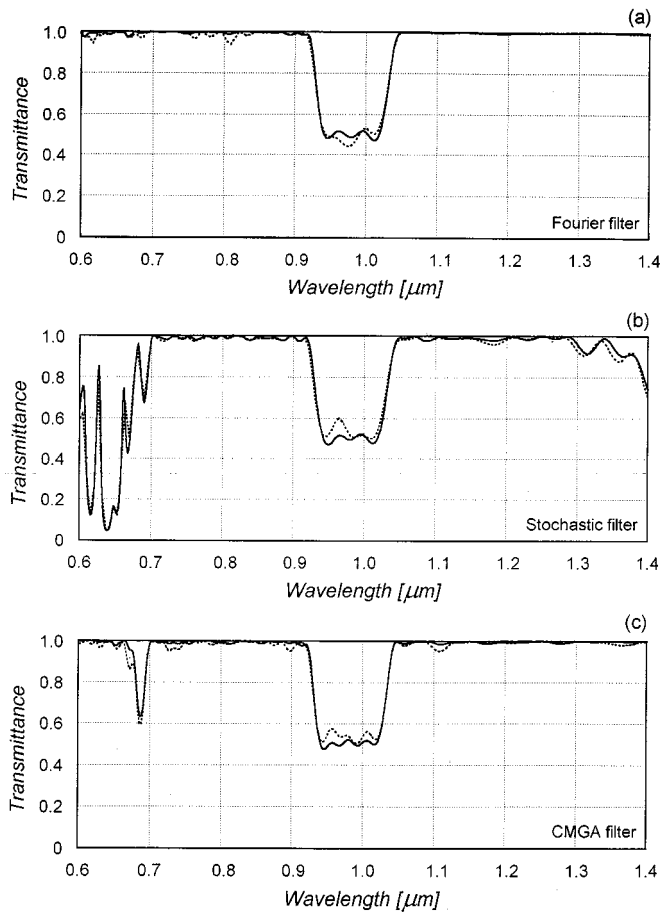 (a)
1.0
0.8
0.6
0.4
0.2
0
Transmittance
Fourier filter
0.6 0.7 0.8 0.9 1.0 1.1 1.2 1.3 1.4
Wavelength [μm]
(b)
1.0
0.8
0.6
0.4
0.2
0
Transmittance
Stochastic filter
0.6 0.7 0.8 0.9 1.0 1.1 1.2 1.3 1.4
Wavelength [μm]
(c)
1.0
0.8
0.6
0.4
0.2
0
Transmittance
CMGA filter
0.6 0.7 0.8 0.9 1.0 1.1 1.2 1.3 1.4
Wavelength [μm]